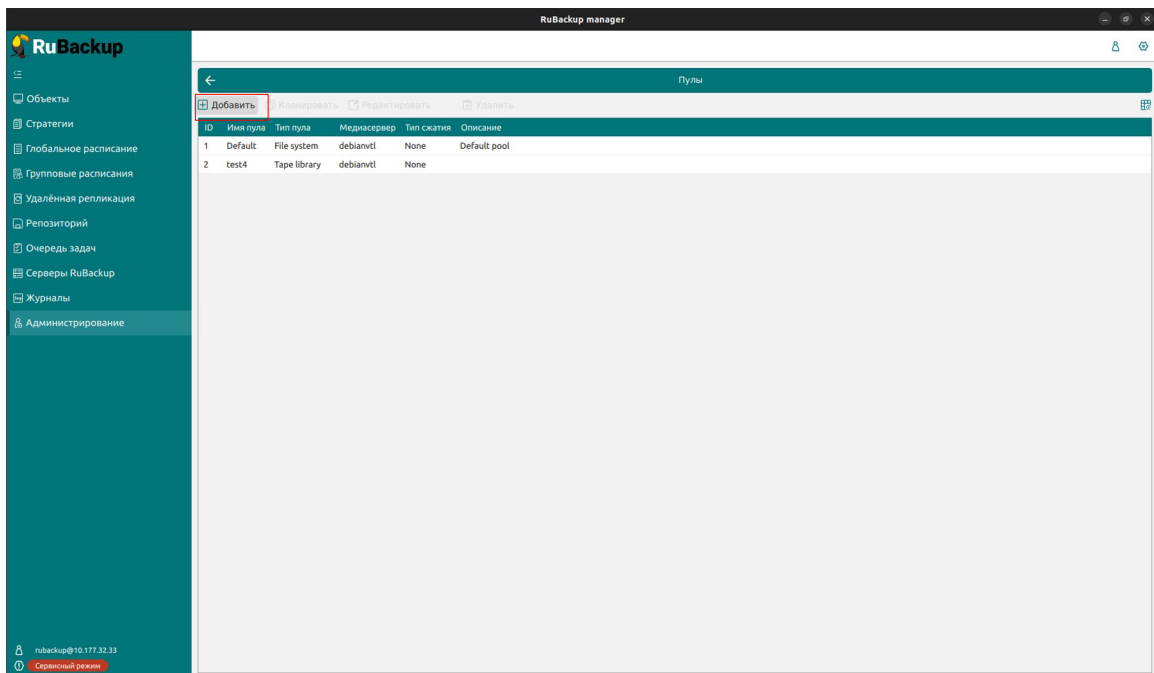 RuBackup manager
RuBackup
Пулы
Объекты
Стратегии
Глобальное расписание
Групповые расписания
Удалённая репликация
Репозиторий
Очередь задач
Серверы RuBackup
Журналы
Администрирование
Добавить Клонировать Редактировать Удалить
ID Имя пула Тип пула Медиасервер Тип сжатия Описание
1 Default File system debianvtl None Default pool
2 test4 Tape library debianvtl None
rubackup@10.177.32.33
Сервисный режим